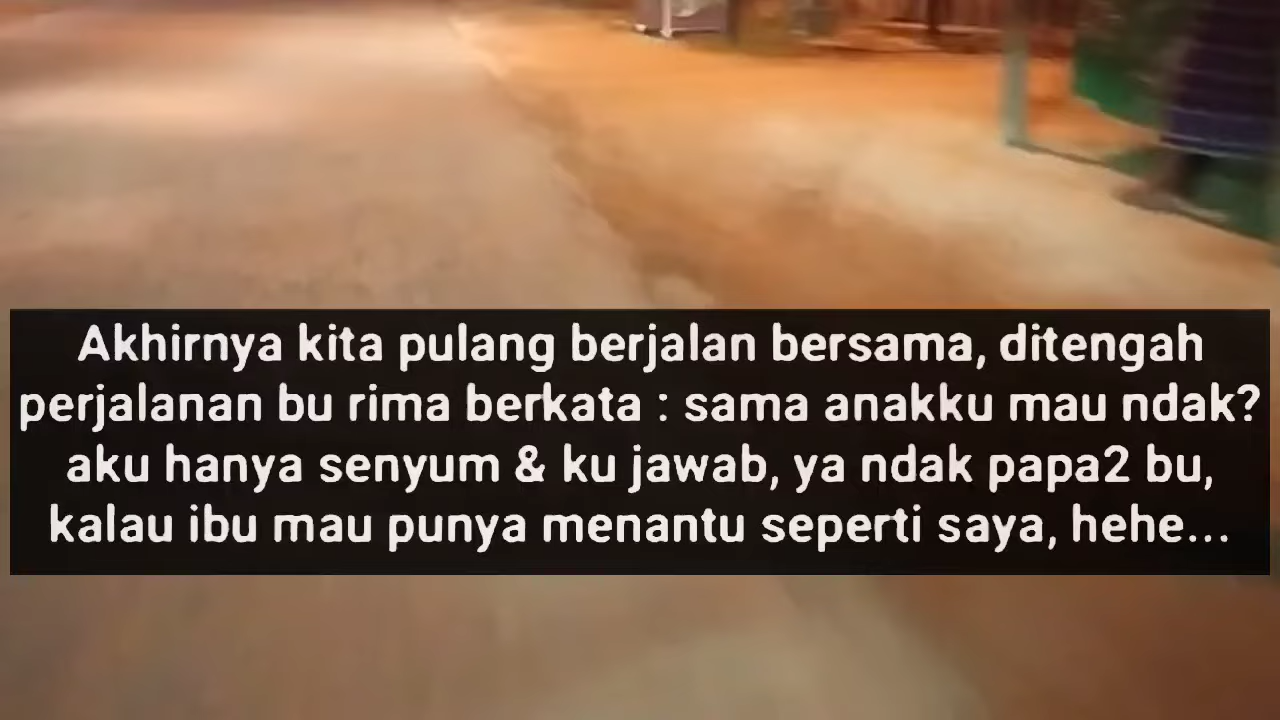 Akhirnya kita pulang berjalan bersama, ditengah
perjalanan bu rima berkata : sama anakku mau ndak?
aku hanya senyum & ku jawab, ya ndak papa2 bu,
kalau ibu mau punya menantu seperti saya, hehe...